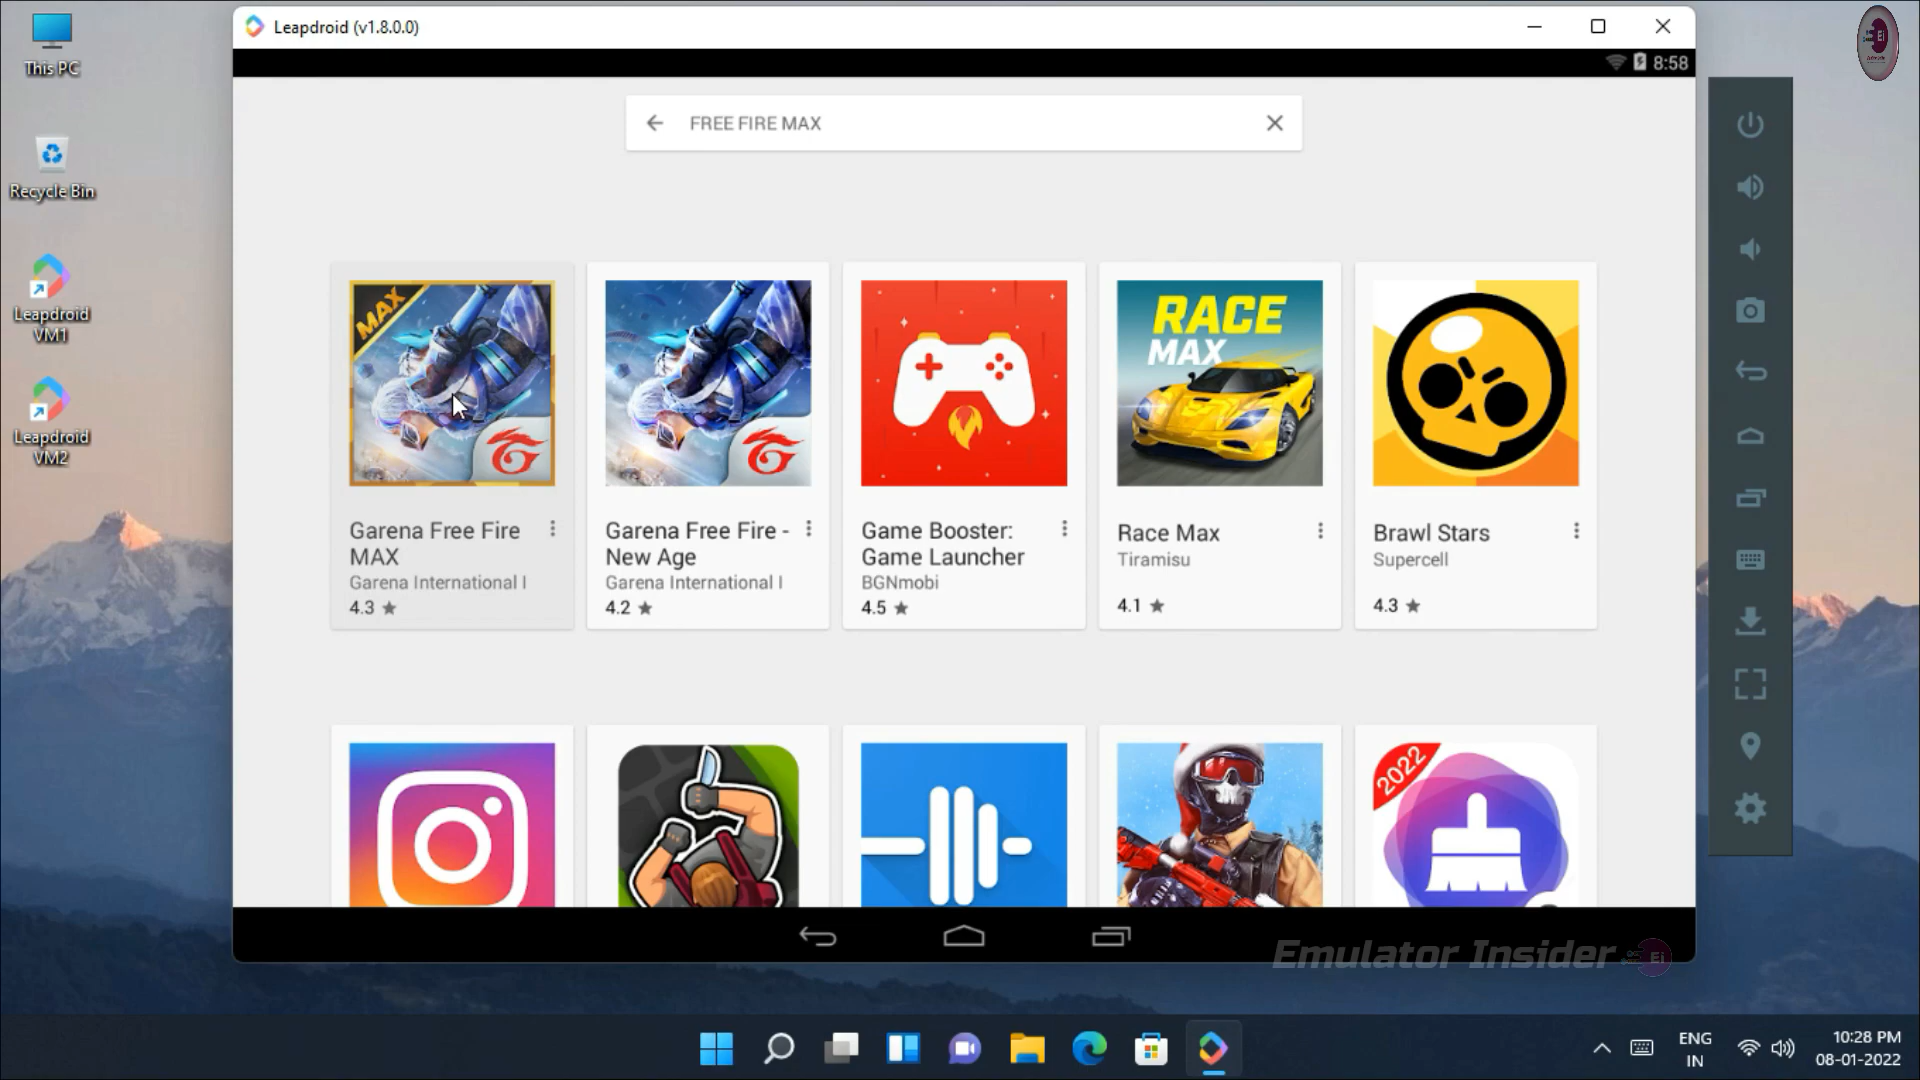 This PC
Recycle Bin
Leapdroid
VM1
Leapdroid
VM2
Leapdroid (v1.8.0.0)
8:58
FREE FIRE MAX
MAX
Garena Free Fire
MAX
Garena International I
4.3
Garena Free Fire -
New Age
Garena International I
4.2
Game Booster:
Game Launcher
BGNmobi
4.5
RACE
MAX
Race Max
Tiramisu
4.1
Brawl Stars
Supercell
4.3
2022
Emulator Insider
Ei
Ei
ENG
IN
10:28 PM
08-01-2022